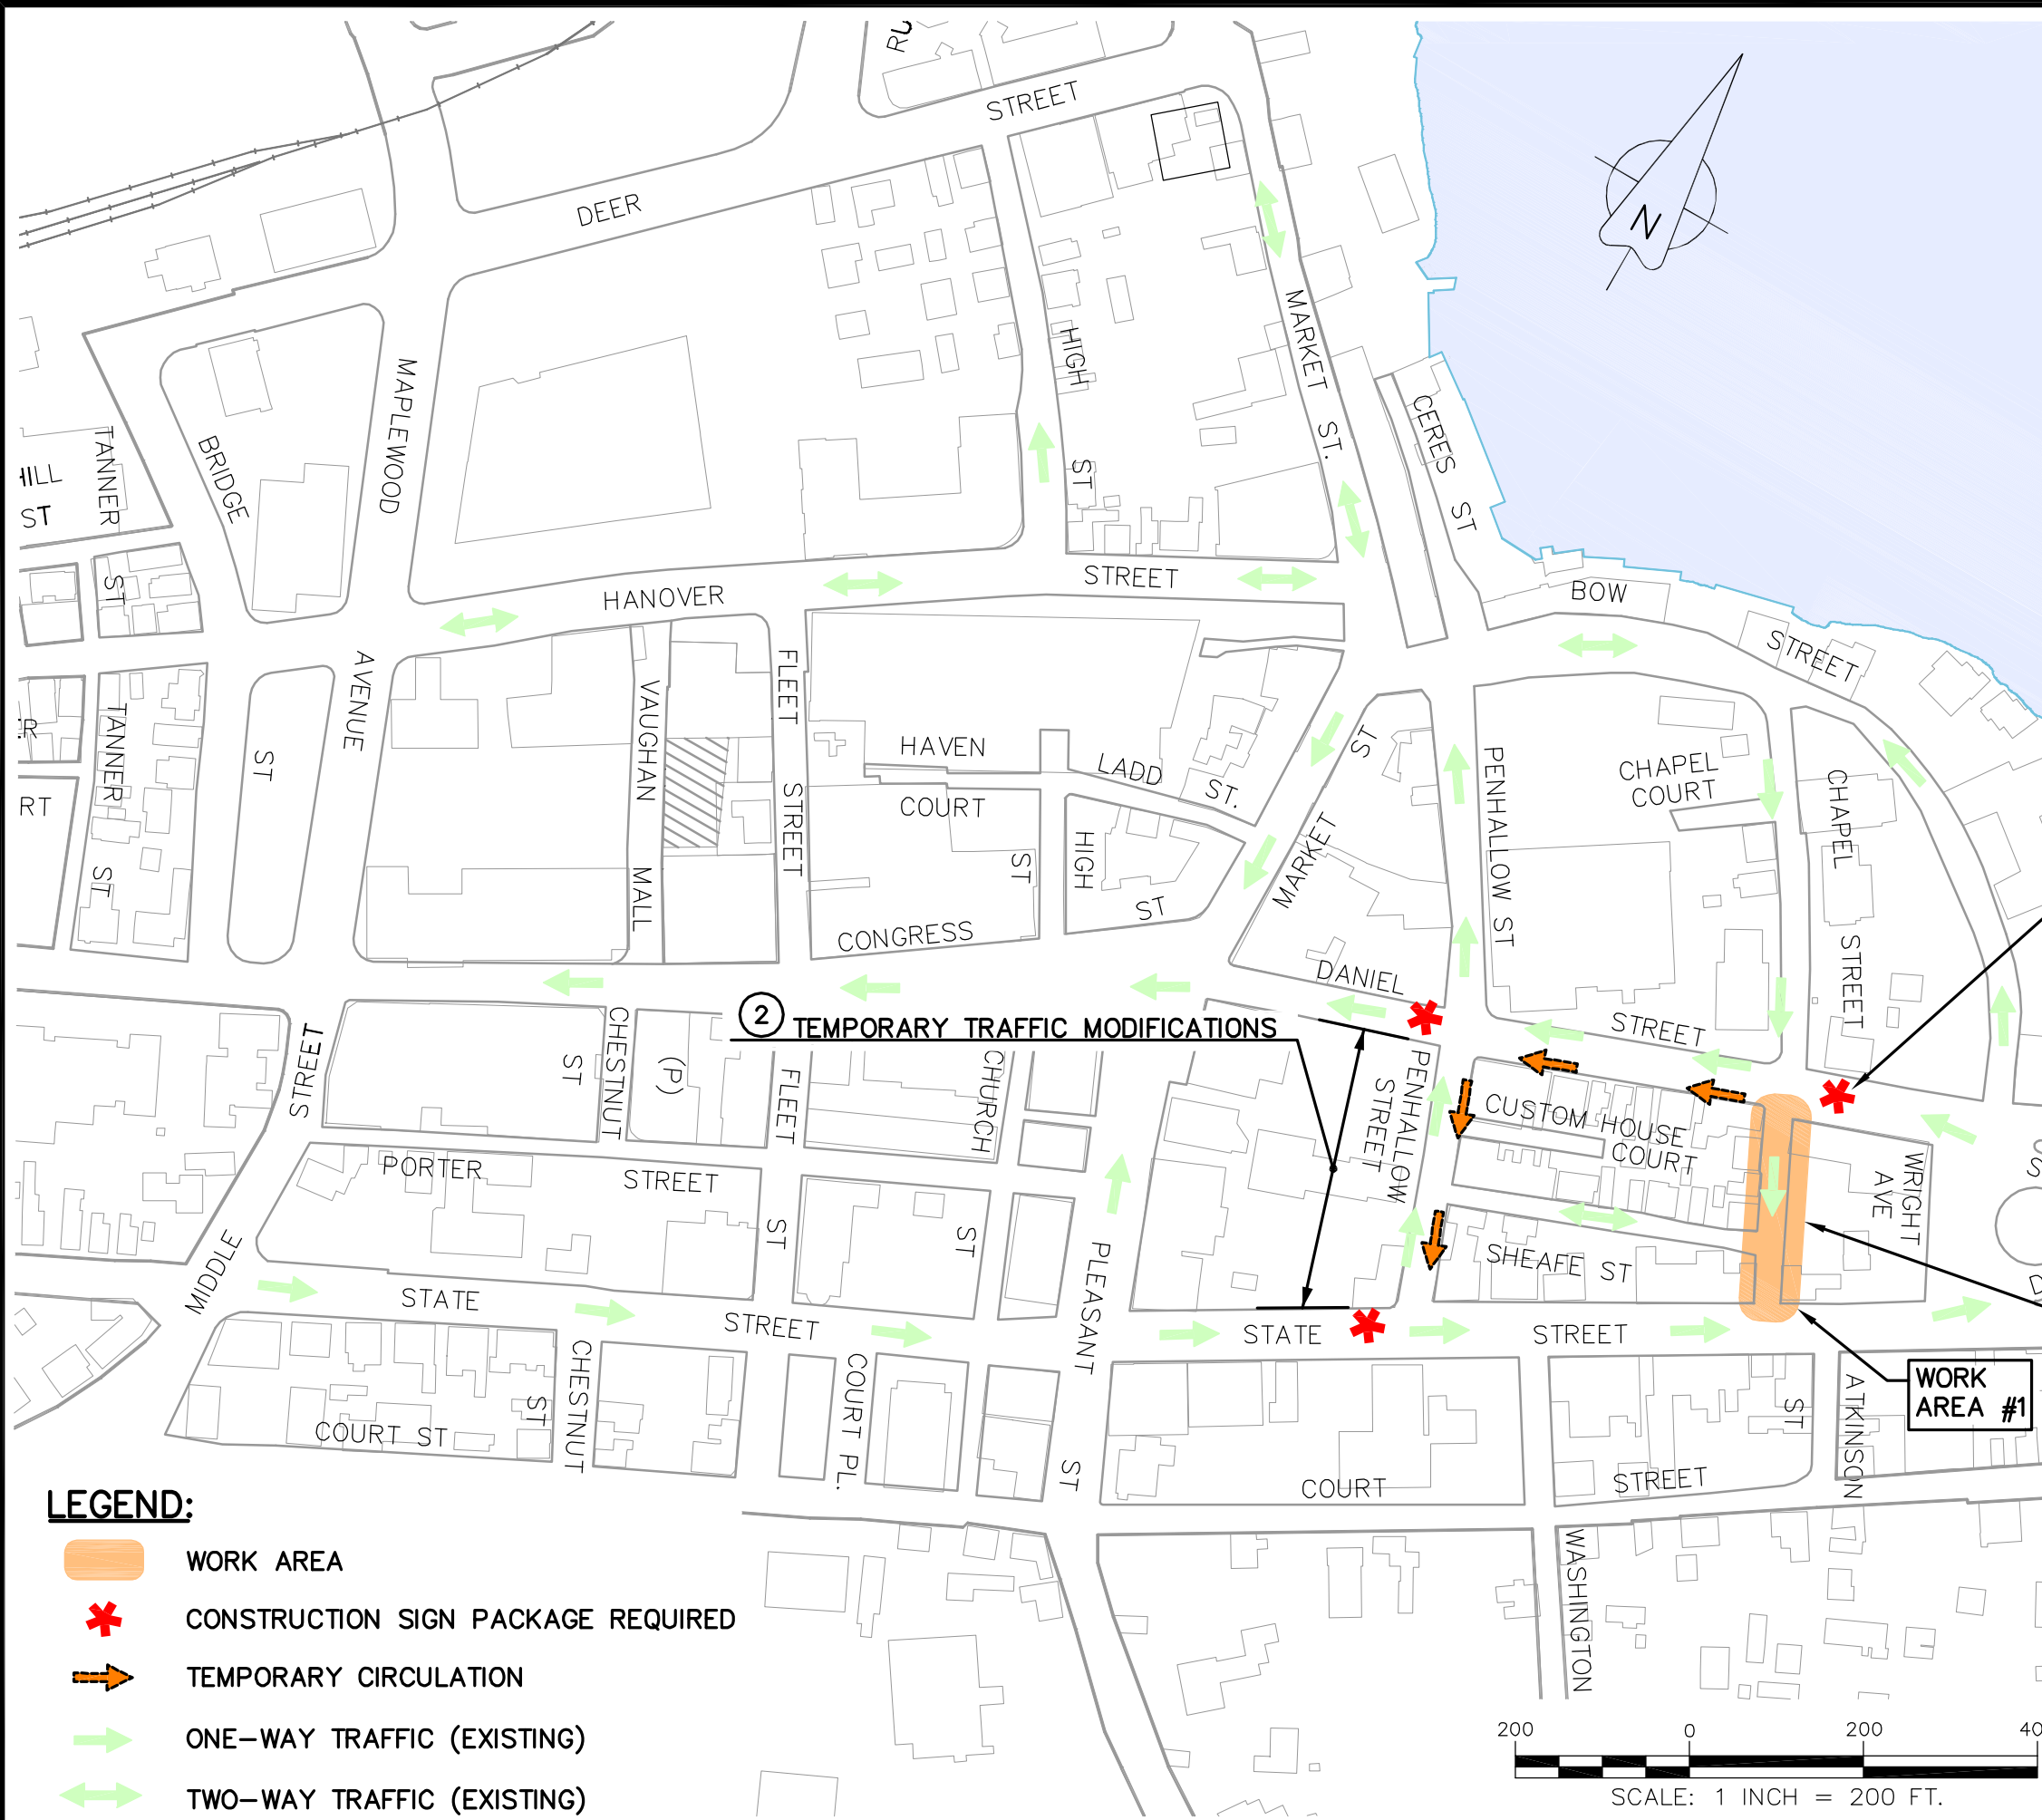 RU
STREET
DEER
N
HIGH
ST
MARKET ST.
CERES
ST
MAPLEWOOD
AVENUE
BRIDGE
ST
TANNER
ST
HILL
ST
TANNER
ST
ER
RT
HANOVER
STREET
BOW
STREET
FLEET
STREET
VAUGHAN
MALL
HAVEN
COURT
LADD
ST.
HIGH
ST
MARKET
ST
PENHALLOW ST
CHAPEL
COURT
CHAPEL
STREET
CONGRESS
ST
DANIEL
STREET
2 TEMPORARY TRAFFIC MODIFICATIONS
STREET
MIDDLE
CHESTNUT
ST
(P)
FLEET
ST
CHURCH
ST
PENHALLOW
STREET
CUSTOM HOUSE
COURT
WRIGHT
AVE
PORTER
STREET
SHEAFE ST
PLEASANT
ST
STATE
STREET
STATE
STREET
WORK
AREA #1
COURT ST
CHESTNUT
ST
COURT PL.
COURT
STREET
ATKINSON
ST
WASHINGTON
LEGEND:
WORK AREA
CONSTRUCTION SIGN PACKAGE REQUIRED
TEMPORARY CIRCULATION
ONE-WAY TRAFFIC (EXISTING)
TWO-WAY TRAFFIC (EXISTING)
200 0 200 40
SCALE: 1 INCH = 200 FT.